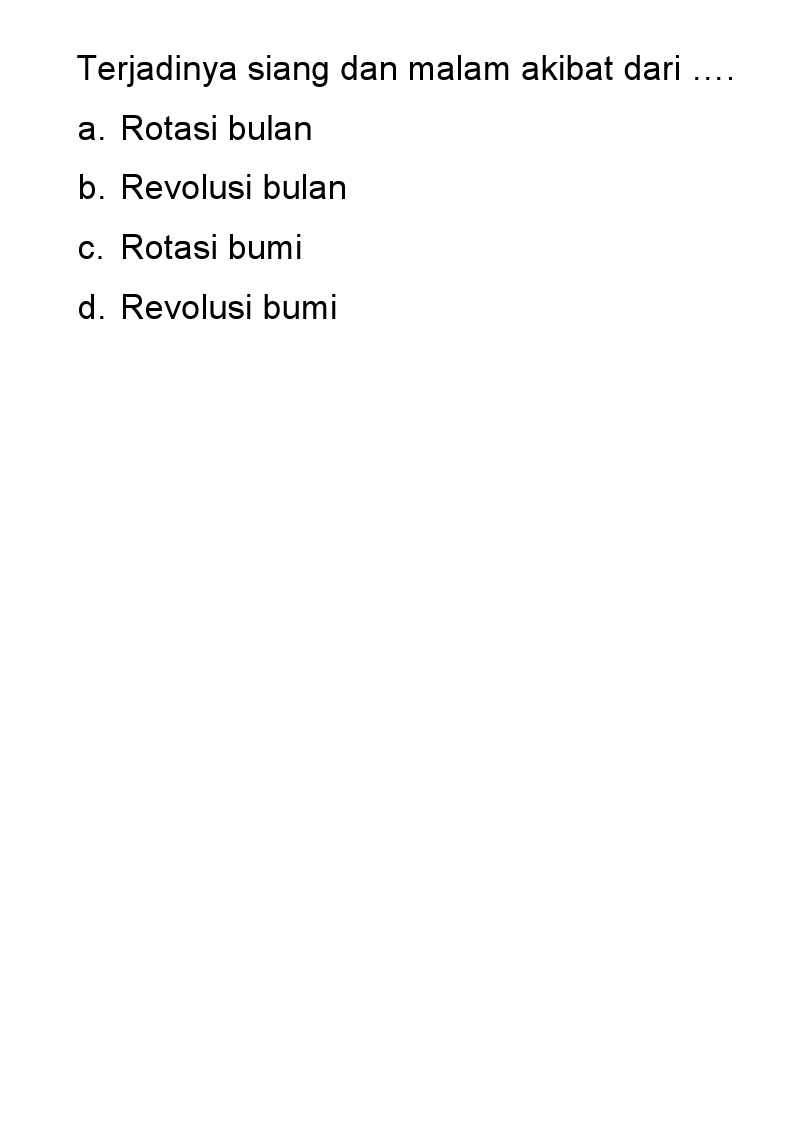 Terjadinya siang dan malam akibat dari ….
a. Rotasi bulan
b. Revolusi bulan
c. Rotasi bumi
d. Revolusi bumi